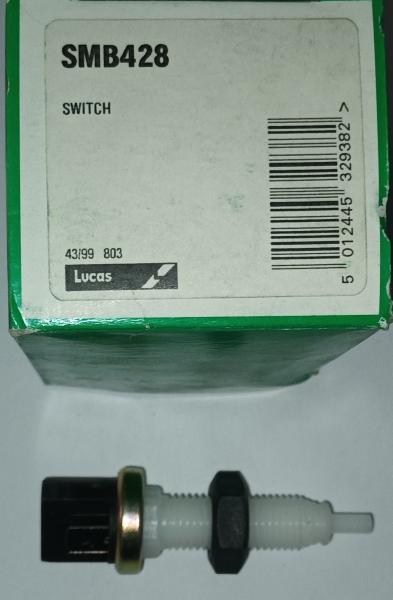 SMB428
SWITCH
43/99 803
Lucas
5 012445 329382 >